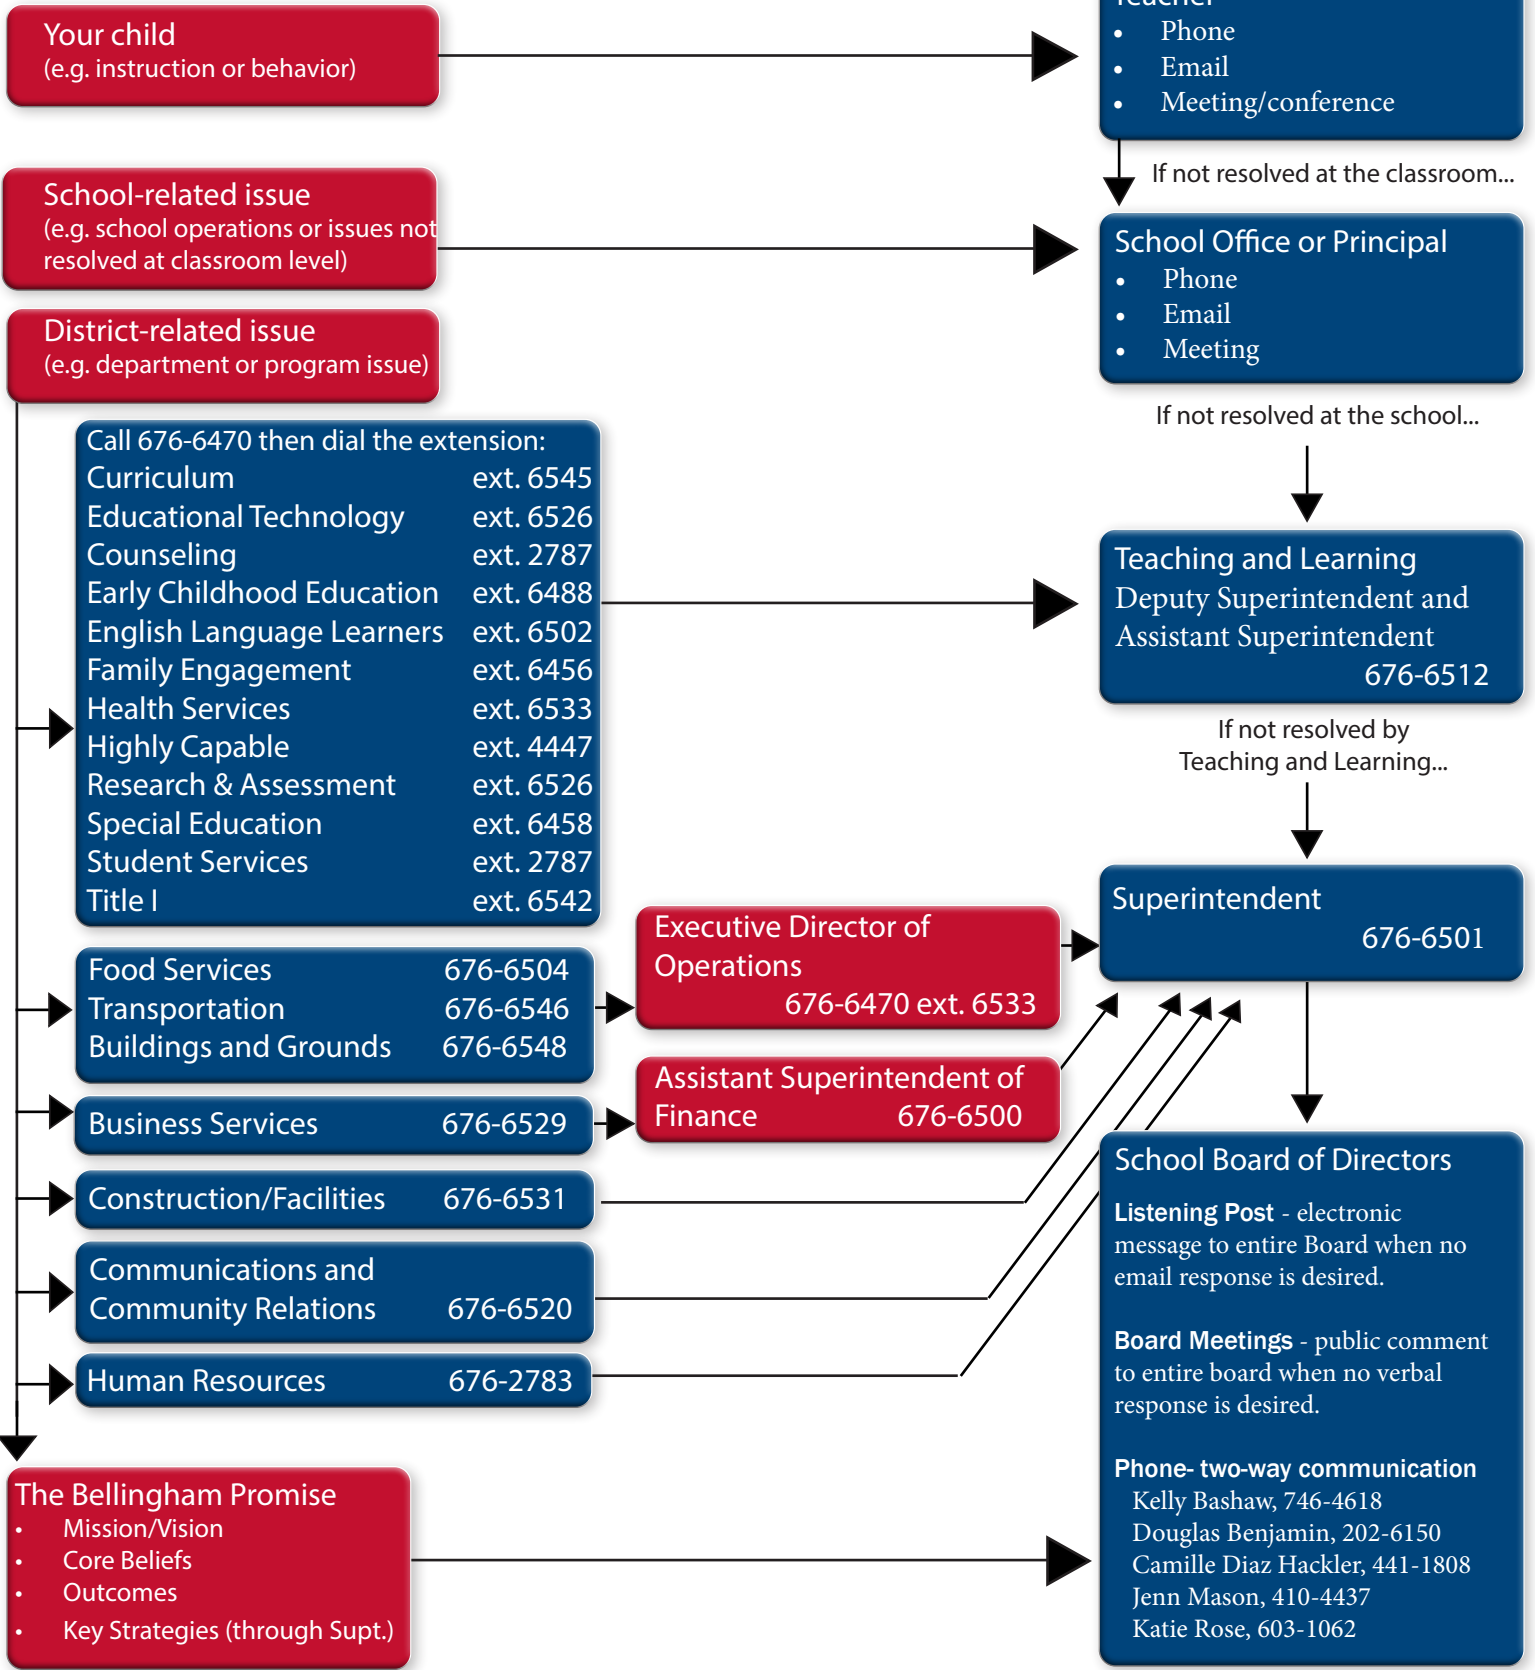 Your child
(e.g. instruction or behavior)
Teacher
• Phone
• Email
• Meeting/conference
If not resolved at the classroom...
School-related issue
(e.g. school operations or issues not
resolved at classroom level)
School Office or Principal
• Phone
• Email
• Meeting
If not resolved at the school...
District-related issue
(e.g. department or program issue)
Call 676-6470 then dial the extension:
Curriculum ext. 6545
Educational Technology ext. 6526
Counseling ext. 2787
Early Childhood Education ext. 6488
English Language Learners ext. 6502
Family Engagement ext. 6456
Health Services ext. 6533
Highly Capable ext. 4447
Research & Assessment ext. 6526
Special Education ext. 6458
Student Services ext. 2787
Title I ext. 6542
Teaching and Learning
Deputy Superintendent and
Assistant Superintendent
676-6512
If not resolved by
Teaching and Learning...
Food Services 676-6504
Transportation 676-6546
Buildings and Grounds 676-6548
Executive Director of
Operations
676-6470 ext. 6533
Superintendent
676-6501
Business Services 676-6529
Assistant Superintendent of
Finance 676-6500
Construction/Facilities 676-6531
Communications and
Community Relations 676-6520
Human Resources 676-2783
School Board of Directors
Listening Post - electronic
message to entire Board when no
email response is desired.
Board Meetings - public comment
to entire board when no verbal
response is desired.
Phone- two-way communication
Kelly Bashaw, 746-4618
Douglas Benjamin, 202-6150
Camille Diaz Hackler, 441-1808
Jenn Mason, 410-4437
Katie Rose, 603-1062
The Bellingham Promise
• Mission/Vision
• Core Beliefs
• Outcomes
• Key Strategies (through Supt.)